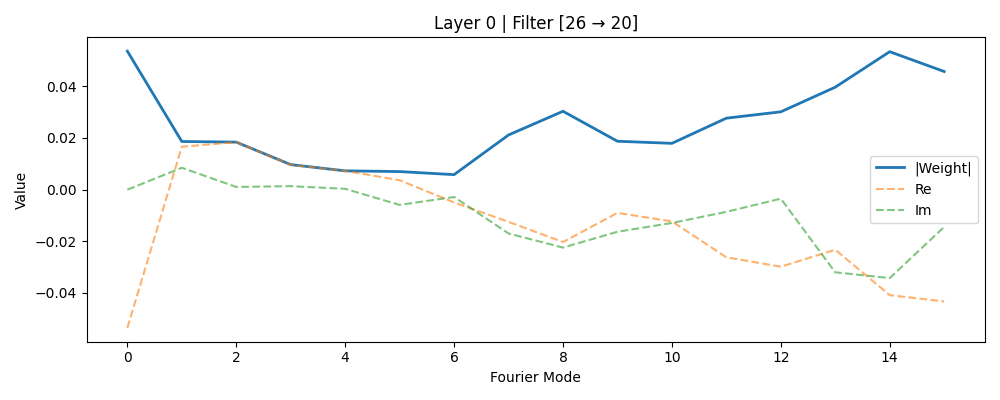 Layer 0 | Filter [26 → 20]
Value
0.04
0.02
0.00
−0.02
−0.04
|Weight|
Re
Im
0 2 4 6 8 10 12 14
Fourier Mode